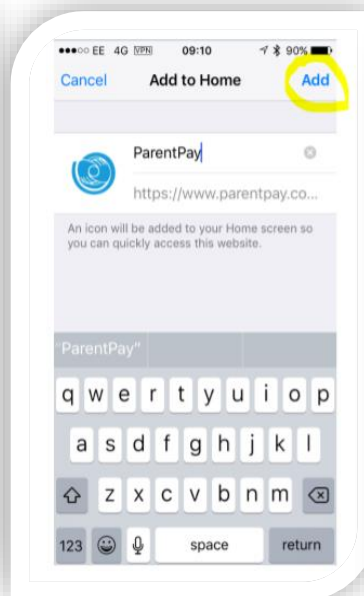 EE 4G VPN 09:10 90%
Cancel Add to Home Add
ParentPay
https://www.parentpay.co...
An icon will be added to your Home screen so
you can quickly access this website.
"ParentPay"
q w e r t y u i o p
a s d f g h j k l
z x c v b n m
123 space return